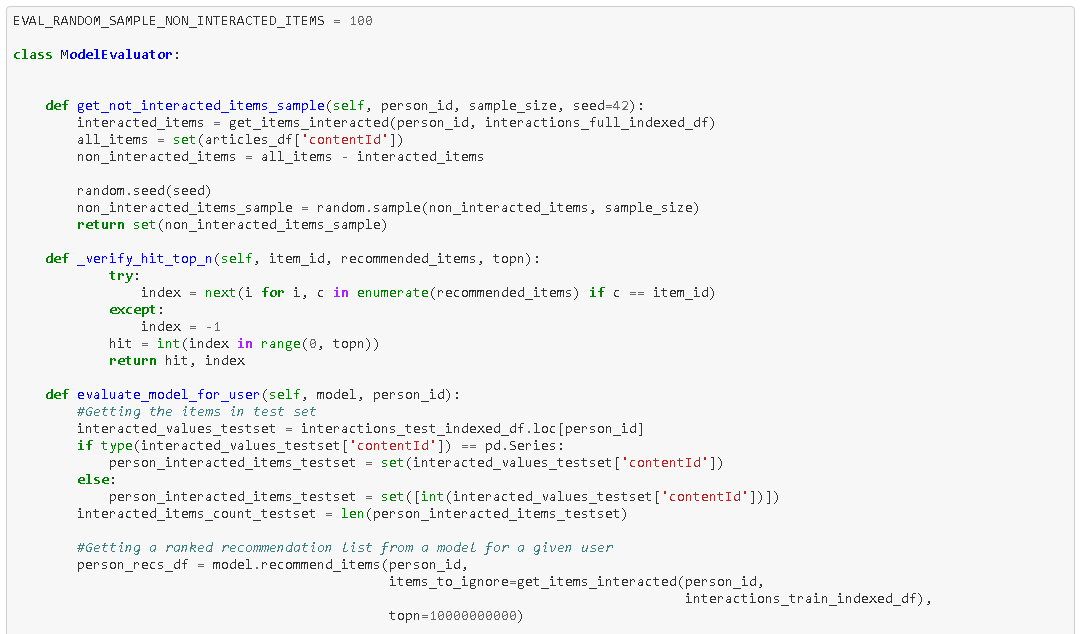 EVAL_RANDOM_SAMPLE_NON_INTERACTED_ITEMS = 100
class ModelEvaluator:
def get_not_interacted_items_sample(self, person_id, sample_size, seed=42):
interacted_items = get_items_interacted(person_id, interactions_full_indexed_df)
all_items = set(articles_df['contentId'])
non_interacted_items = all_items - interacted_items
random.seed(seed)
non_interacted_items_sample = random.sample(non_interacted_items, sample_size)
return set(non_interacted_items_sample)
def _verify_hit_top_n(self, item_id, recommended_items, topn):
try:
index = next(i for i, c in enumerate(recommended_items) if c == item_id)
except:
index = -1
hit = int(index in range(0, topn))
return hit, index
def evaluate_model_for_user(self, model, person_id):
#Getting the items in test set
interacted_values_testset = interactions_test_indexed_df.loc[person_id]
if type(interacted_values_testset['contentId']) == pd.Series:
person_interacted_items_testset = set(interacted_values_testset['contentId'])
else:
person_interacted_items_testset = set([int(interacted_values_testset['contentId'])])
interacted_items_count_testset = len(person_interacted_items_testset)
#Getting a ranked recommendation list from a model for a given user
person_recs_df = model.recommend_items(person_id,
items_to_ignore=get_items_interacted(person_id,
interactions_train_indexed_df),
topn=10000000000)